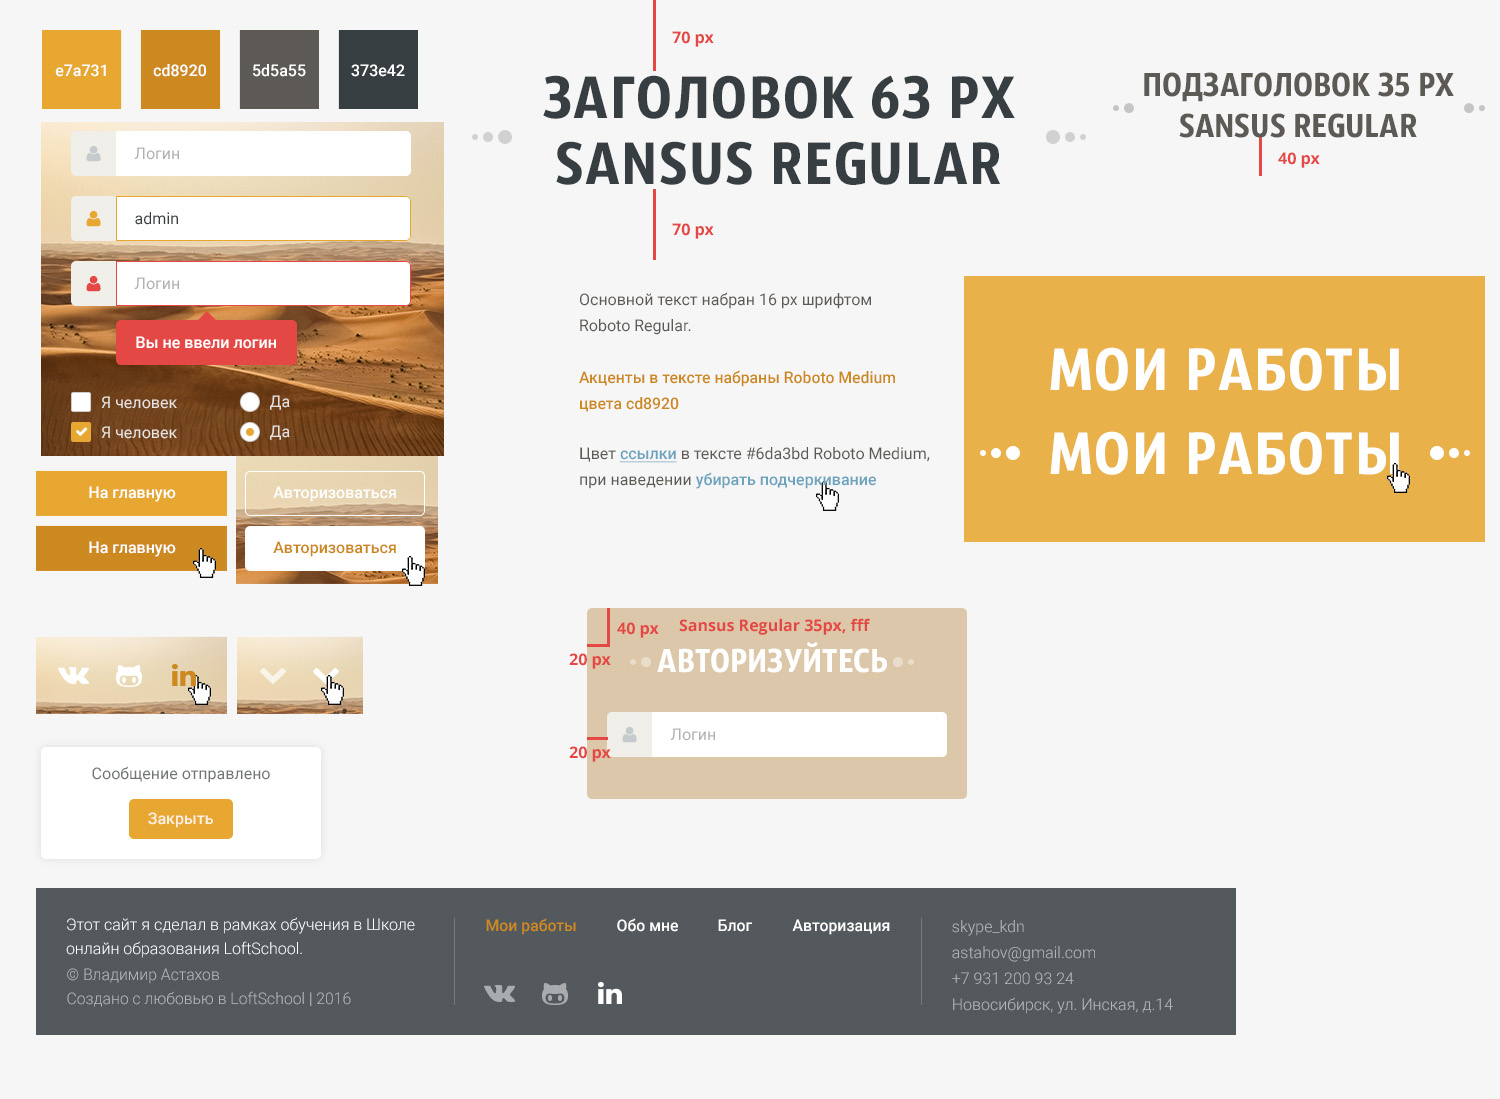 e7a731
cd8920
5d5a55
373e42
Логин
admin
Логин
Вы не ввели логин
Я человек
Да
Я человек
Да
На главную
Авторизоваться
На главную
Авторизоваться
in
Сообщение отправлено
Закрыть
70 px
ЗАГОЛОВОК 63 PX
SANSUS REGULAR
70 px
ПОДЗАГОЛОВОК 35 PX
SANSUS REGULAR
40 px
Основной текст набран 16 px шрифтом
Roboto Regular.
Акценты в тексте набраны Roboto Medium
цвета cd8920
Цвет ссылки в тексте #6da3bd Roboto Medium,
при наведении убирать подчеркивание
МОИ РАБОТЫ
МОИ РАБОТЫ
40 px
Sansus Regular 35px, fff
20 px
АВТОРИЗУЙТЕСЬ
Логин
20 px
Этот сайт я сделал в рамках обучения в Школе
онлайн образования LoftSchool.
© Владимир Астахов
Создано с любовью в LoftSchool | 2016
Мои работы
Обо мне
Блог
Авторизация
in
skype_kdn
astahov@gmail.com
+7 931 200 93 24
Новосибирск, ул. Инская, д.14